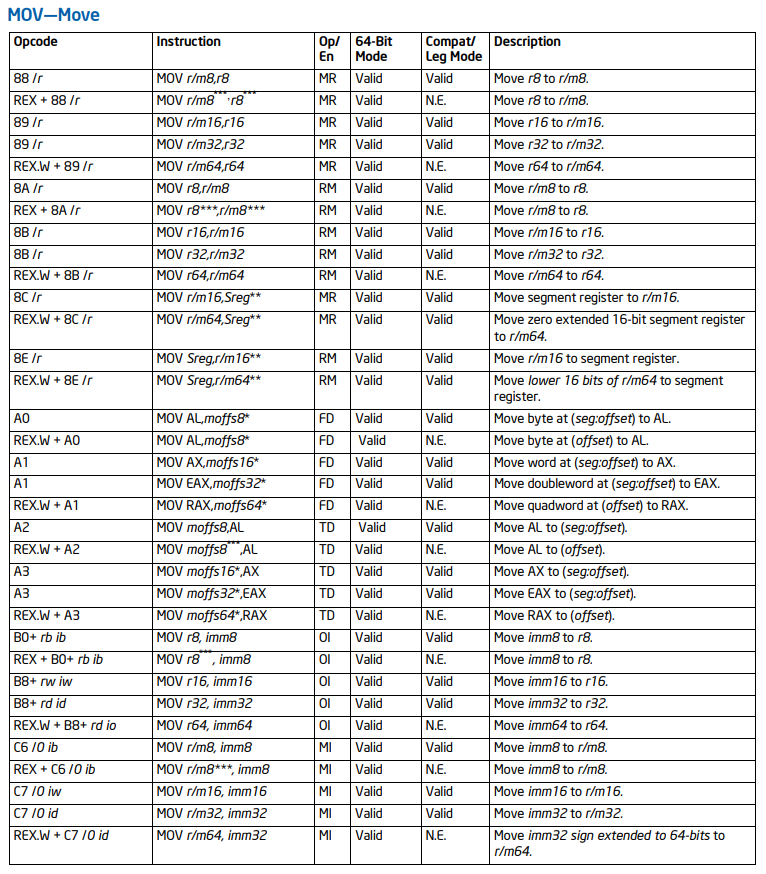 MOV—Move
Opcode Instruction Op/ 64-Bit Compat/ Description
En Mode Leg Mode
88 /r MOV r/m8,r8 MR Valid Valid Move r8 to r/m8.
REX + 88 /r MOV r/m8***,r8*** MR Valid N.E. Move r8 to r/m8.
89 /r MOV r/m16,r16 MR Valid Valid Move r16 to r/m16.
89 /r MOV r/m32,r32 MR Valid Valid Move r32 to r/m32.
REX.W + 89 /r MOV r/m64,r64 MR Valid N.E. Move r64 to r/m64.
8A /r MOV r8,r/m8 RM Valid Valid Move r/m8 to r8.
REX + 8A /r MOV r8***,r/m8*** RM Valid N.E. Move r/m8 to r8.
8B /r MOV r16,r/m16 RM Valid Valid Move r/m16 to r16.
8B /r MOV r32,r/m32 RM Valid Valid Move r/m32 to r32.
REX.W + 8B /r MOV r64,r/m64 RM Valid N.E. Move r/m64 to r64.
8C /r MOV r/m16,Sreg** MR Valid Valid Move segment register to r/m16.
REX.W + 8C /r MOV r/m64,Sreg** MR Valid Valid Move zero extended 16-bit segment register
to r/m64.
8E /r MOV Sreg,r/m16** RM Valid Valid Move r/m16 to segment register.
REX.W + 8E /r MOV Sreg,r/m64** RM Valid Valid Move lower 16 bits of r/m64 to segment
register.
A0 MOV AL,moffs8* FD Valid Valid Move byte at (seg:offset) to AL.
REX.W + A0 MOV AL,moffs8* FD Valid N.E. Move byte at (offset) to AL.
A1 MOV AX,moffs16* FD Valid Valid Move word at (seg:offset) to AX.
A1 MOV EAX,moffs32* FD Valid Valid Move doubleword at (seg:offset) to EAX.
REX.W + A1 MOV RAX,moffs64* FD Valid N.E. Move quadword at (offset) to RAX.
A2 MOV moffs8,AL TD Valid Valid Move AL to (seg:offset).
REX.W + A2 MOV moffs8***,AL TD Valid N.E. Move AL to (offset).
A3 MOV moffs16*,AX TD Valid Valid Move AX to (seg:offset).
A3 MOV moffs32*,EAX TD Valid Valid Move EAX to (seg:offset).
REX.W + A3 MOV moffs64*,RAX TD Valid N.E. Move RAX to (offset).
B0+ rb ib MOV r8, imm8 OI Valid Valid Move imm8 to r8.
REX + B0+ rb ib MOV r8***, imm8 OI Valid N.E. Move imm8 to r8.
B8+ rw iw MOV r16, imm16 OI Valid Valid Move imm16 to r16.
B8+ rd id MOV r32, imm32 OI Valid Valid Move imm32 to r32.
REX.W + B8+ rd io MOV r64, imm64 OI Valid N.E. Move imm64 to r64.
C6 /0 ib MOV r/m8, imm8 MI Valid Valid Move imm8 to r/m8.
REX + C6 /0 ib MOV r/m8***, imm8 MI Valid N.E. Move imm8 to r/m8.
C7 /0 iw MOV r/m16, imm16 MI Valid Valid Move imm16 to r/m16.
C7 /0 id MOV r/m32, imm32 MI Valid Valid Move imm32 to r/m32.
REX.W + C7 /0 id MOV r/m64, imm32 MI Valid N.E. Move imm32 sign extended to 64-bits to
r/m64.